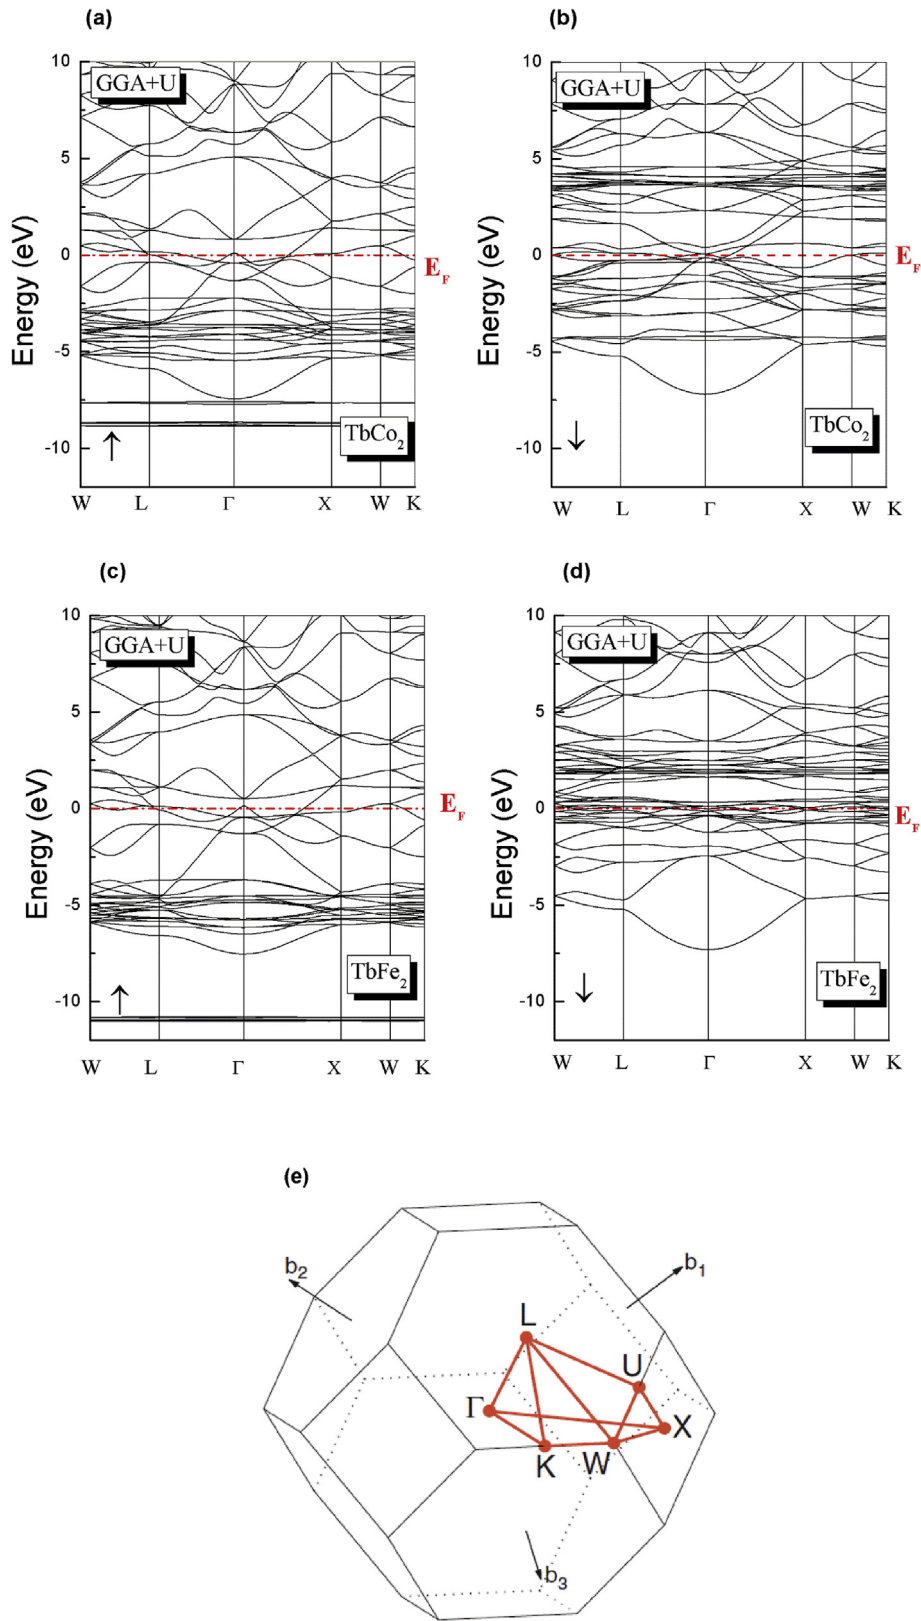 (a)
(b)
10
5
0
-5
-10
Energy (eV)
GGA+U
E_F
TbCo₂
↑
W L Γ X W K
10
5
0
-5
-10
Energy (eV)
GGA+U
E_F
TbCo₂
↓
W L Γ X W K
(c)
(d)
10
5
0
-5
-10
Energy (eV)
GGA+U
E_F
TbFe₂
↑
W L Γ X W K
10
5
0
-5
-10
Energy (eV)
GGA+U
E_F
TbFe₂
↓
W L Γ X W K
(e)
b₂
b₁
L
U
Γ
X
K
W
b₃